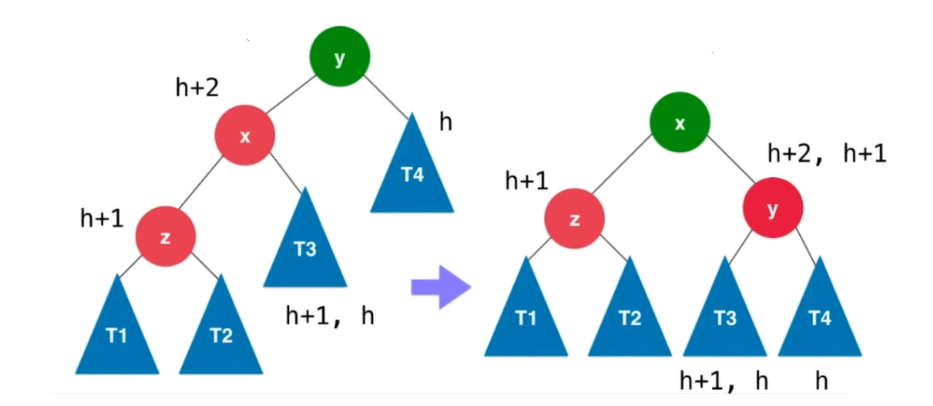 y
h+2
x
h
T4
h+1
z
T3
T1
T2
h+1, h
x
h+2, h+1
h+1
z
y
T1
T2
T3
T4
h+1, h
h